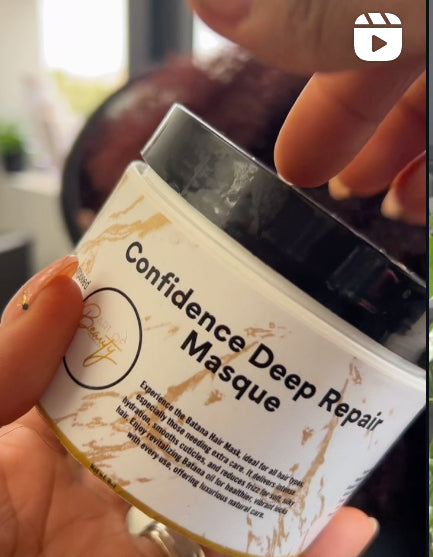 Confidence Deep Repair
Masque
Beauty
Experience the Batana Hair Mask, ideal for all hair types
especially those needing extra care. It delivers intense
hydration, smooths cuticles, and reduces frizz for soft, silky
hair. Enjoy revitalizing Batana oil for healthier, vibrant locks
with every use, offering luxurious natural care.